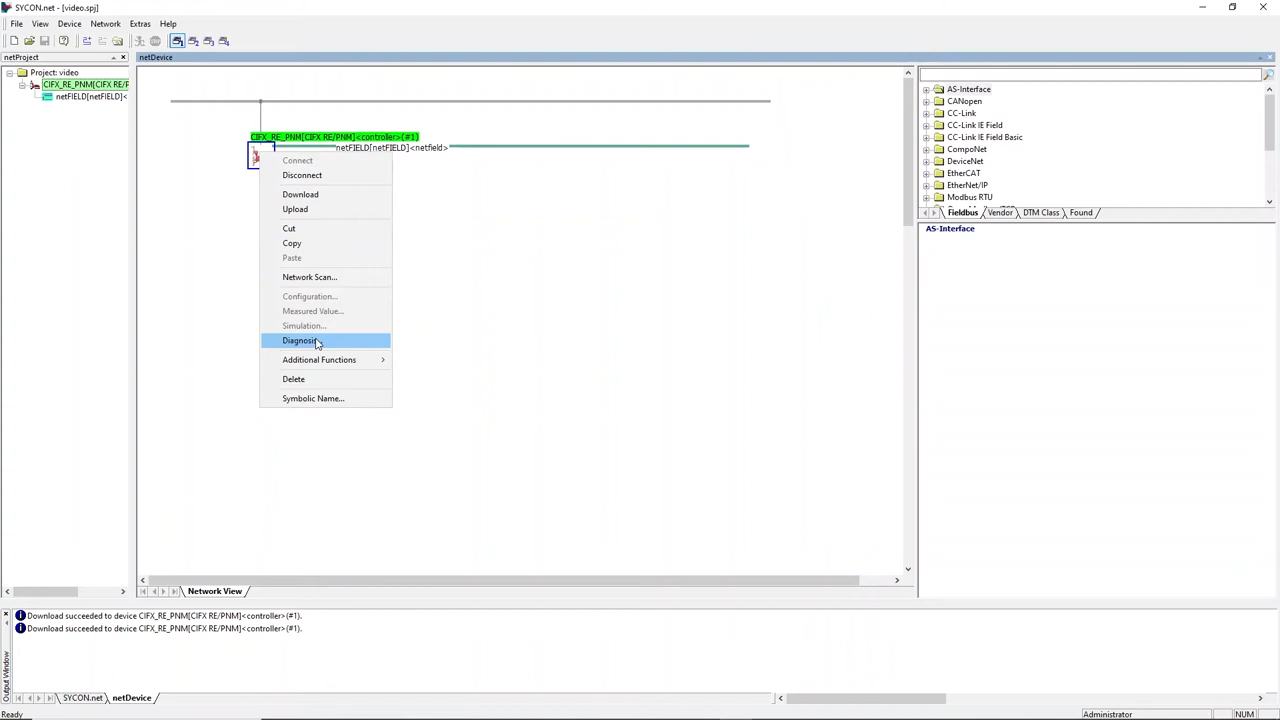 SYCON.net - [video.spj]
File View Device Network Extras Help
netProject
netDevice
Project: video
CIFX_RE_PNM[CIFX RE/P
netFIELD[netFIELD]<
CIFX_RE_PNM[CIFX RE/PNM]<controller>(#1)
netFIELD[netFIELD]<netfield>
Connect
Disconnect
Download
Upload
Cut
Copy
Paste
Network Scan...
Configuration...
Measured Value...
Simulation...
Diagnosis
Additional Functions
Delete
Symbolic Name...
AS-Interface
CANopen
CC-Link
CC-Link IE Field
CC-Link IE Field Basic
CompoNet
DeviceNet
EtherCAT
EtherNet/IP
Modbus RTU
Fieldbus Vendor DTM Class Found
AS-Interface
Network View
Download succeeded to device CIFX_RE_PNM[CIFX RE/PNM]<controller>(#1).
Download succeeded to device CIFX_RE_PNM[CIFX RE/PNM]<controller>(#1).
Output Window
SYCON.net netDevice
Ready
Administrator
NUM